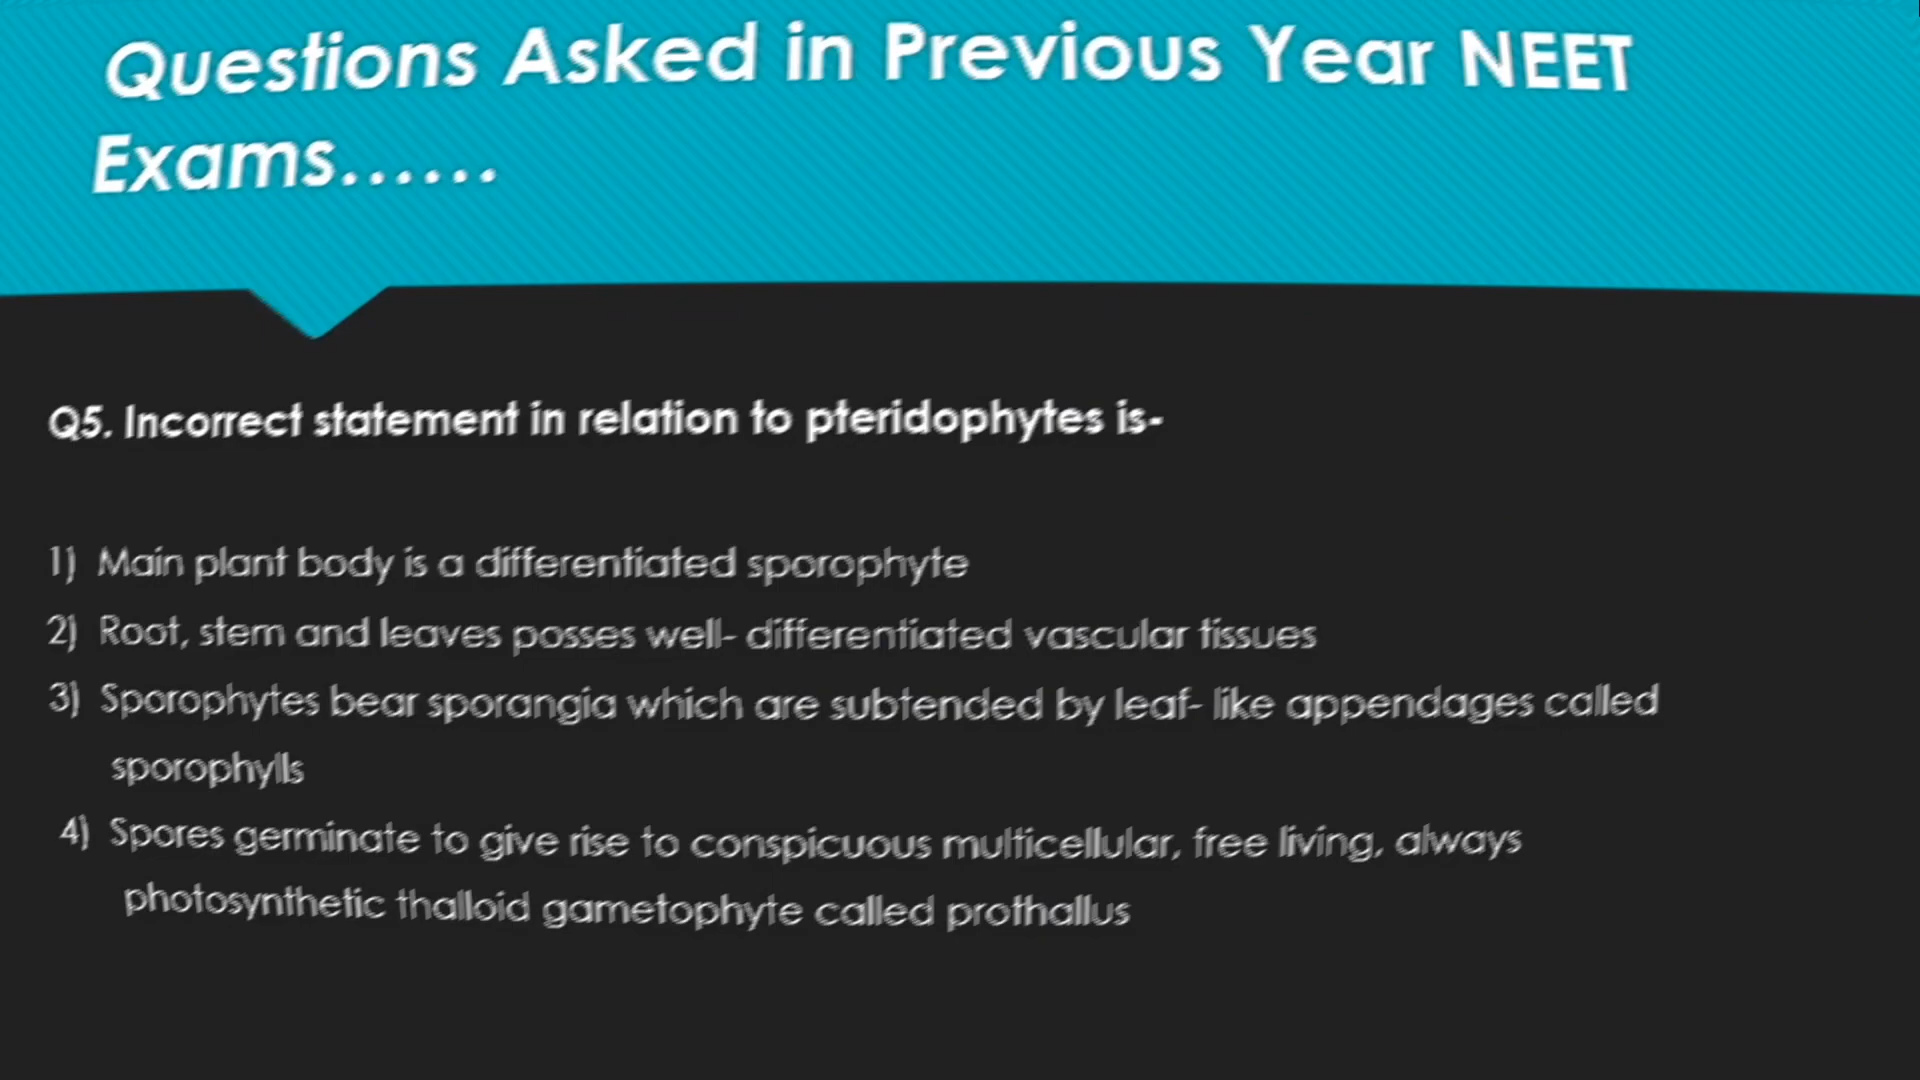 Questions Asked in Previous Year NEET
Exams......
Q5. Incorrect statement in relation to pteridophytes is-
1) Main plant body is a differentiated sporophyte
2) Root, stem and leaves posses well- differentiated vascular tissues
3) Sporophytes bear sporangia which are subtended by leaf- like appendages called
sporophylls
4) Spores germinate to give rise to conspicuous multicellular, free living, always
photosynthetic thalloid gametophyte called prothallus